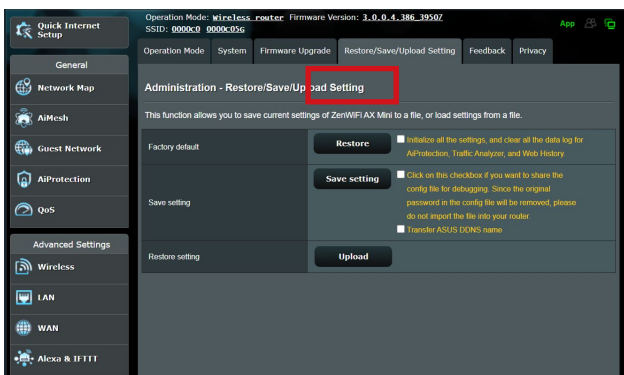 Quick Internet
Setup
Operation Mode: Wireless router Firmware Version: 3.0.0.4.386_39507
SSID: 0000c0 0000c05G
App
Operation Mode System Firmware Upgrade Restore/Save/Upload Setting Feedback Privacy
General
Network Map
AiMesh
Guest Network
AiProtection
QoS
Advanced Settings
Wireless
LAN
WAN
Alexa & IFTTT
Administration - Restore/Save/Upload Setting
This function allows you to save current settings of ZenWiFi AX Mini to a file, or load settings from a file.
Factory default
Restore
Initialize all the settings, and clear all the data log for
AiProtection, Traffic Analyzer, and Web History.
Save setting
Save setting
Click on this checkbox if you want to share the
config file for debugging. Since the original
password in the config file will be removed, please
do not import the file into your router.
Transfer ASUS DDNS name
Restore setting
Upload